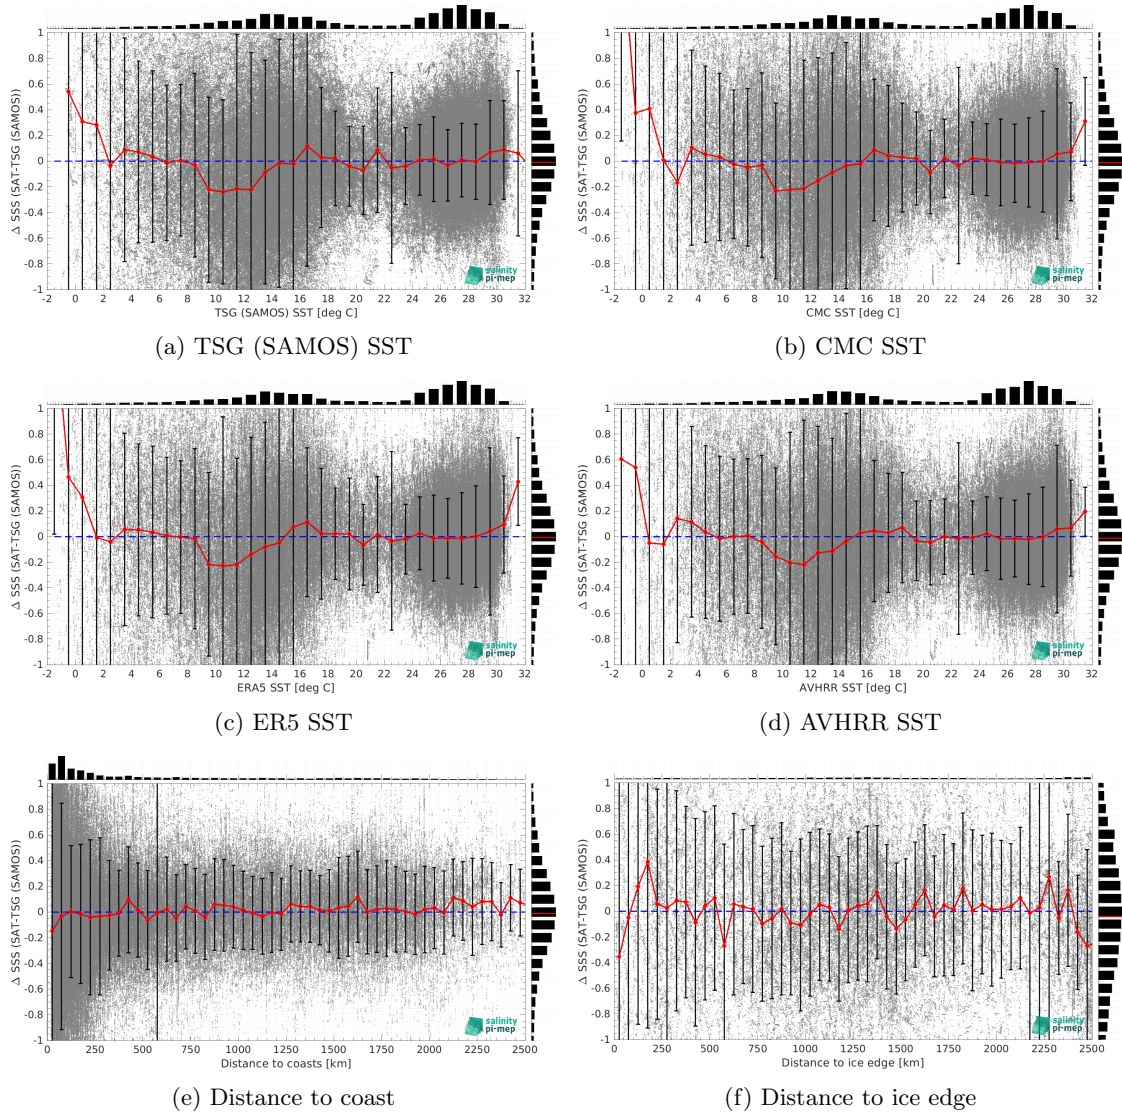 Δ SSS (SAT-TSG (SAMOS))
1
0.8
0.6
0.4
0.2
0
-0.2
-0.4
-0.6
-0.8
-1
salinity
pi-mep
-2 0 2 4 6 8 10 12 14 16 18 20 22 24 26 28 30 32
TSG (SAMOS) SST [deg C]
(a) TSG (SAMOS) SST
Δ SSS (SAT-TSG (SAMOS))
1
0.8
0.6
0.4
0.2
0
-0.2
-0.4
-0.6
-0.8
-1
salinity
pi-mep
-2 0 2 4 6 8 10 12 14 16 18 20 22 24 26 28 30 32
CMC SST [deg C]
(b) CMC SST
Δ SSS (SAT-TSG (SAMOS))
1
0.8
0.6
0.4
0.2
0
-0.2
-0.4
-0.6
-0.8
-1
salinity
pi-mep
-2 0 2 4 6 8 10 12 14 16 18 20 22 24 26 28 30 32
ERA5 SST [deg C]
(c) ER5 SST
Δ SSS (SAT-TSG (SAMOS))
1
0.8
0.6
0.4
0.2
0
-0.2
-0.4
-0.6
-0.8
-1
salinity
pi-mep
-2 0 2 4 6 8 10 12 14 16 18 20 22 24 26 28 30 32
AVHRR SST [deg C]
(d) AVHRR SST
Δ SSS (SAT-TSG (SAMOS))
1
0.8
0.6
0.4
0.2
0
-0.2
-0.4
-0.6
-0.8
-1
salinity
pi-mep
0 250 500 750 1000 1250 1500 1750 2000 2250 2500
Distance to coasts [km]
(e) Distance to coast
Δ SSS (SAT-TSG (SAMOS))
1
0.8
0.6
0.4
0.2
0
-0.2
-0.4
-0.6
-0.8
-1
salinity
pi-mep
0 250 500 750 1000 1250 1500 1750 2000 2250 2500
Distance to ice edge [km]
(f) Distance to ice edge